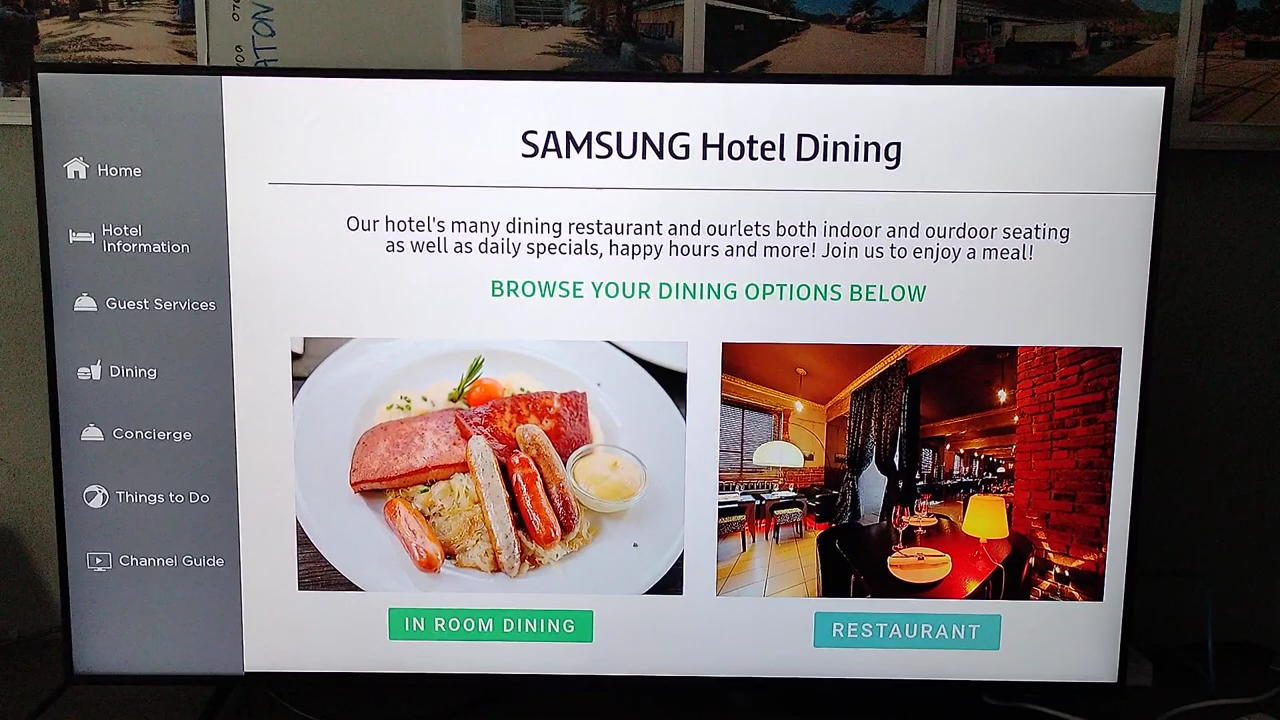 SAMSUNG Hotel Dining
Home
Hotel
Information
Guest Services
Dining
Concierge
Things to Do
Channel Guide
Our hotel's many dining restaurant and ourlets both indoor and ourdoor seating
as well as daily specials, happy hours and more! Join us to enjoy a meal!
BROWSE YOUR DINING OPTIONS BELOW
IN ROOM DINING
RESTAURANT